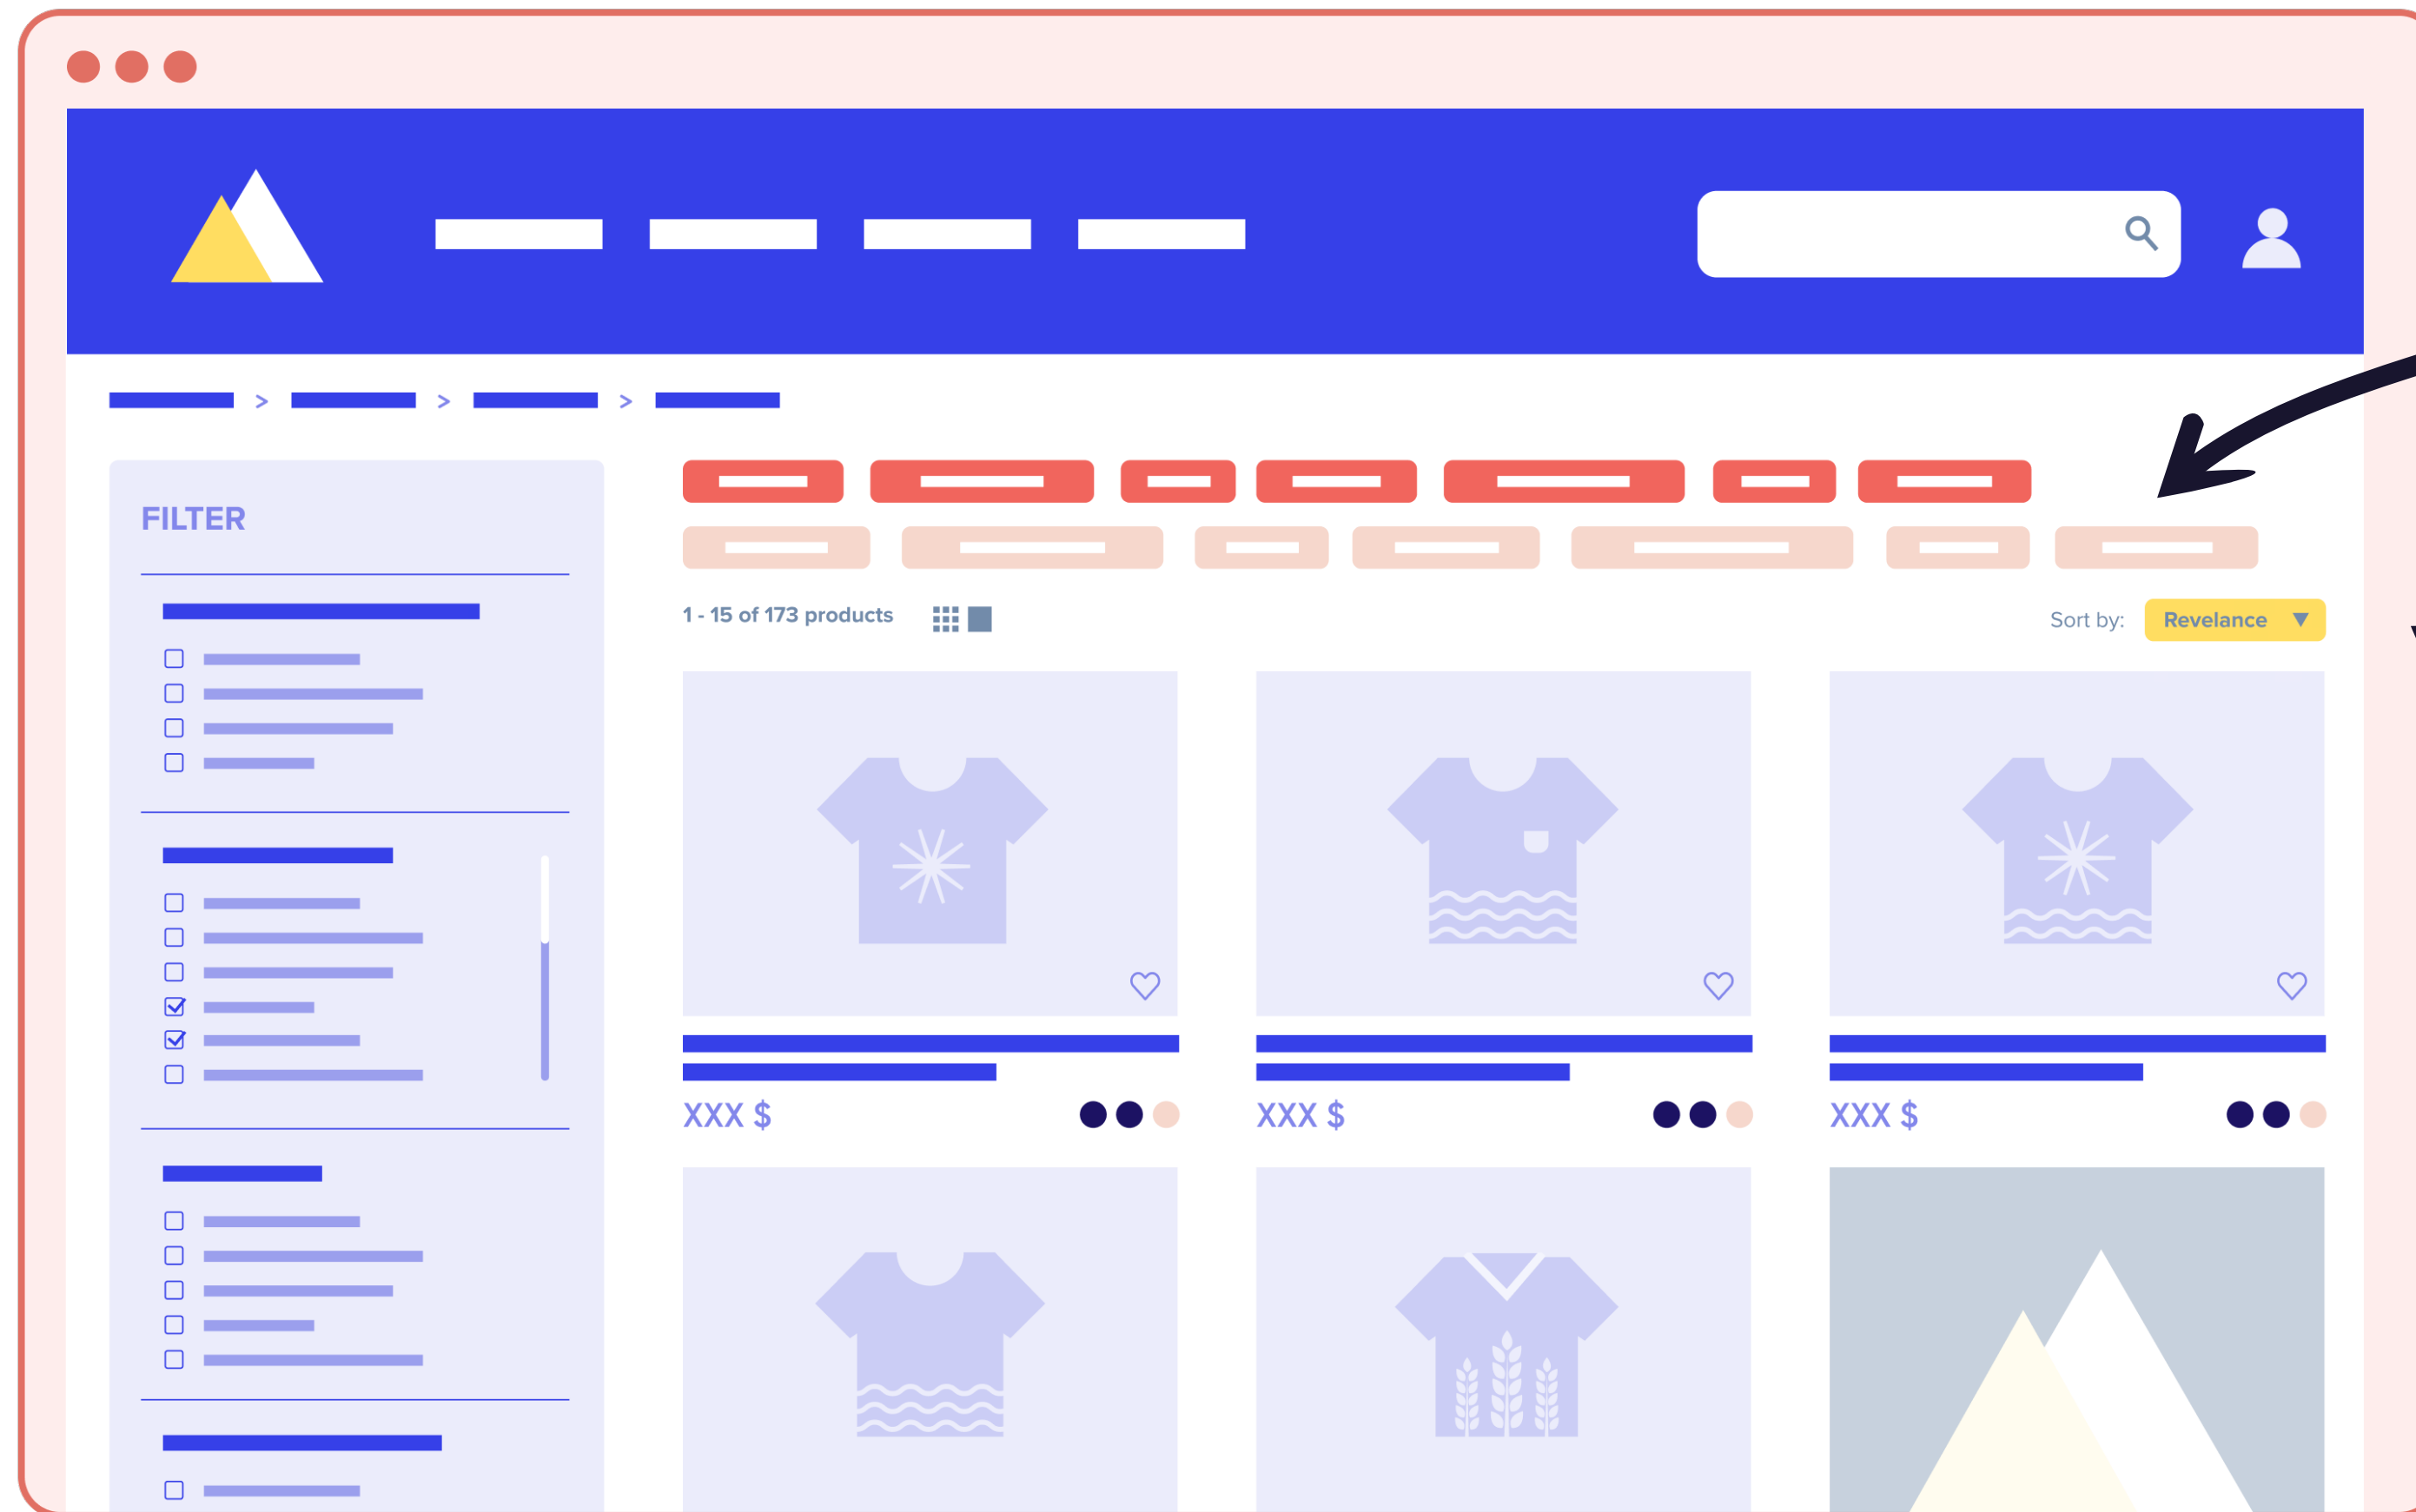 FILTER
1 - 15 of 173 products
Sort by: Revelance
XXX $ XXX $ XXX $